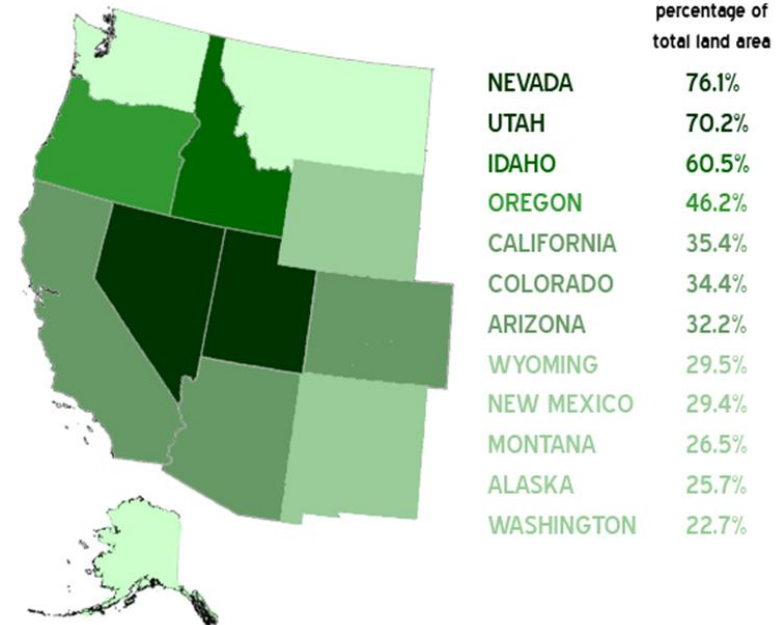 percentage of
total land area
NEVADA 76.1%
UTAH 70.2%
IDAHO 60.5%
OREGON 46.2%
CALIFORNIA 35.4%
COLORADO 34.4%
ARIZONA 32.2%
WYOMING 29.5%
NEW MEXICO 29.4%
MONTANA 26.5%
ALASKA 25.7%
WASHINGTON 22.7%